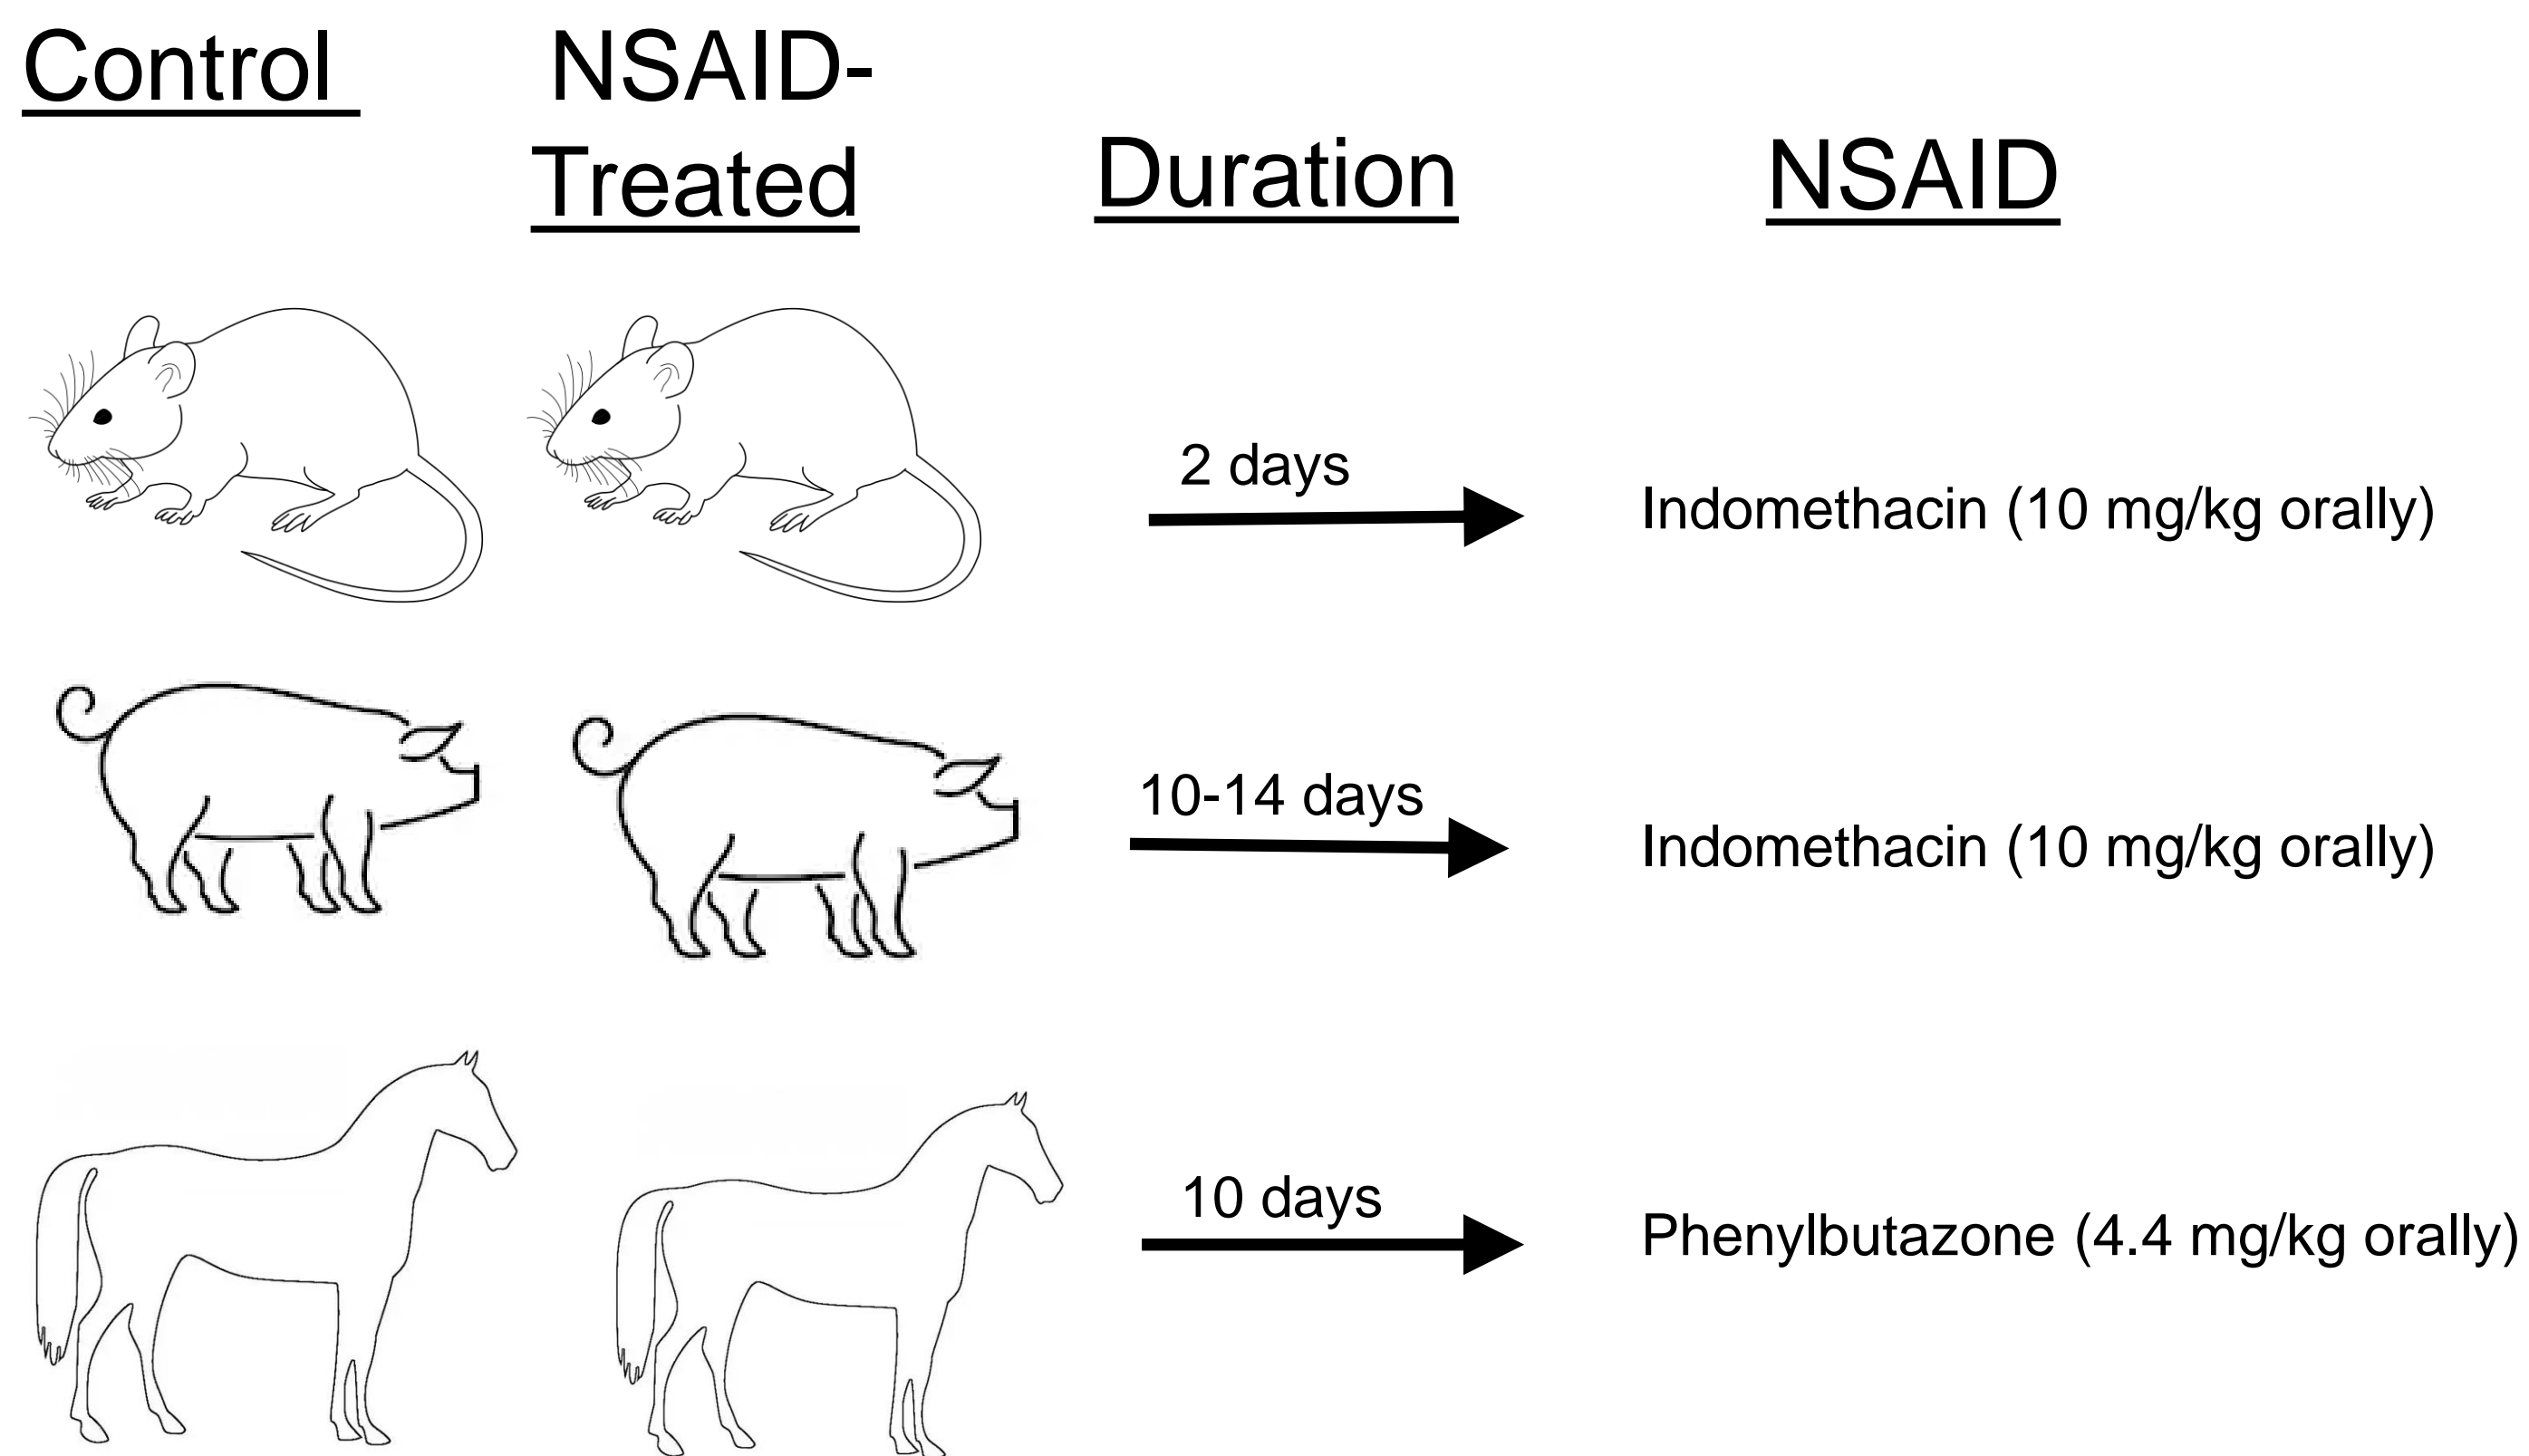 Control
NSAID-
Treated
Duration
NSAID
2 days
Indomethacin (10 mg/kg orally)
10-14 days
Indomethacin (10 mg/kg orally)
10 days
Phenylbutazone (4.4 mg/kg orally)